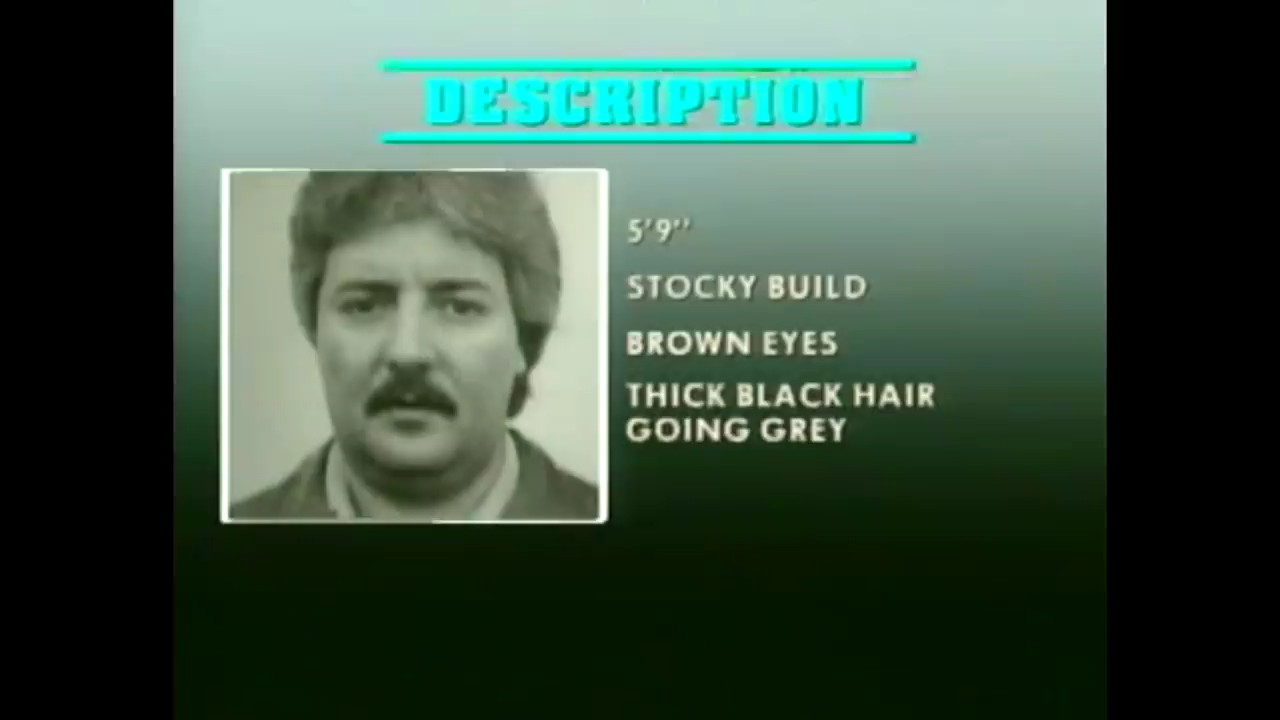 DESCRIPTION
5'9"
STOCKY BUILD
BROWN EYES
THICK BLACK HAIR
GOING GREY